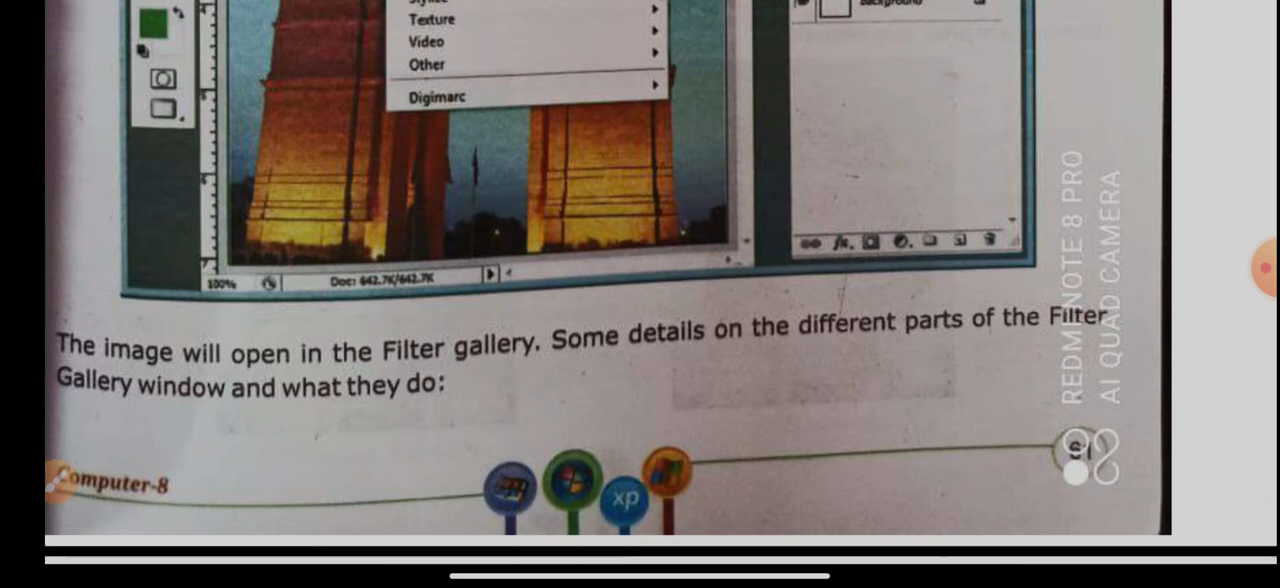 Texture
Video
Other
Digimarc
100%
Doc: 642.7K/642.7K
fx.
The image will open in the Filter gallery. Some details on the different parts of the Filter
Gallery window and what they do:
Computer-8
xp
REDMI NOTE 8 PRO
AI QUAD CAMERA